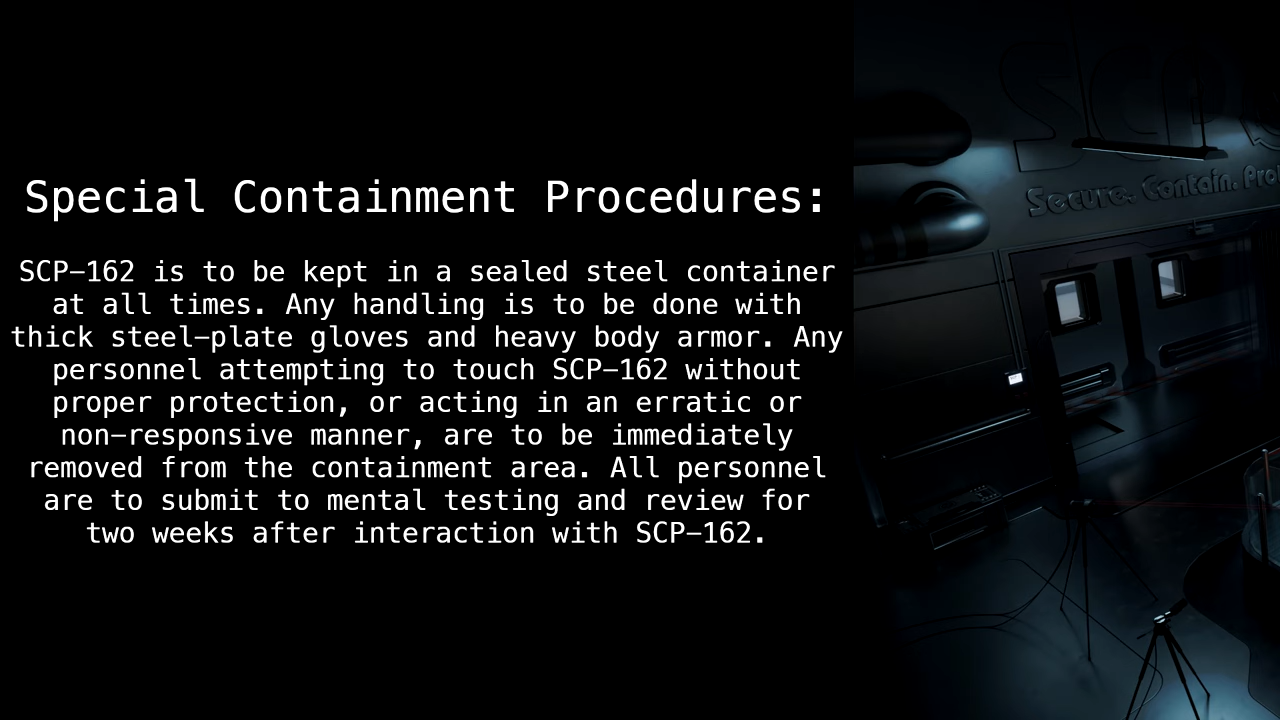 Special Containment Procedures:
SCP-162 is to be kept in a sealed steel container
at all times. Any handling is to be done with
thick steel-plate gloves and heavy body armor. Any
personnel attempting to touch SCP-162 without
proper protection, or acting in an erratic or
non-responsive manner, are to be immediately
removed from the containment area. All personnel
are to submit to mental testing and review for
two weeks after interaction with SCP-162.
SCP
Secure. Contain.